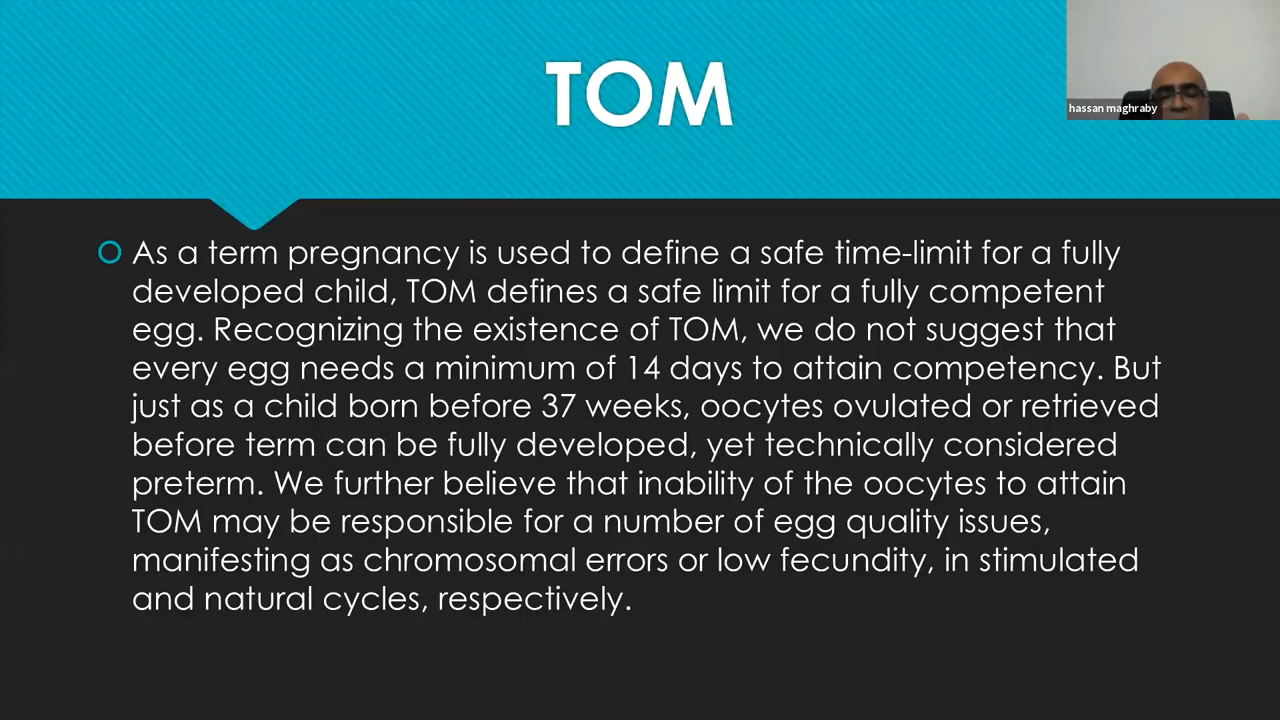 TOM
hassan maghraby
As a term pregnancy is used to define a safe time-limit for a fully
developed child, TOM defines a safe limit for a fully competent
egg. Recognizing the existence of TOM, we do not suggest that
every egg needs a minimum of 14 days to attain competency. But
just as a child born before 37 weeks, oocytes ovulated or retrieved
before term can be fully developed, yet technically considered
preterm. We further believe that inability of the oocytes to attain
TOM may be responsible for a number of egg quality issues,
manifesting as chromosomal errors or low fecundity, in stimulated
and natural cycles, respectively.